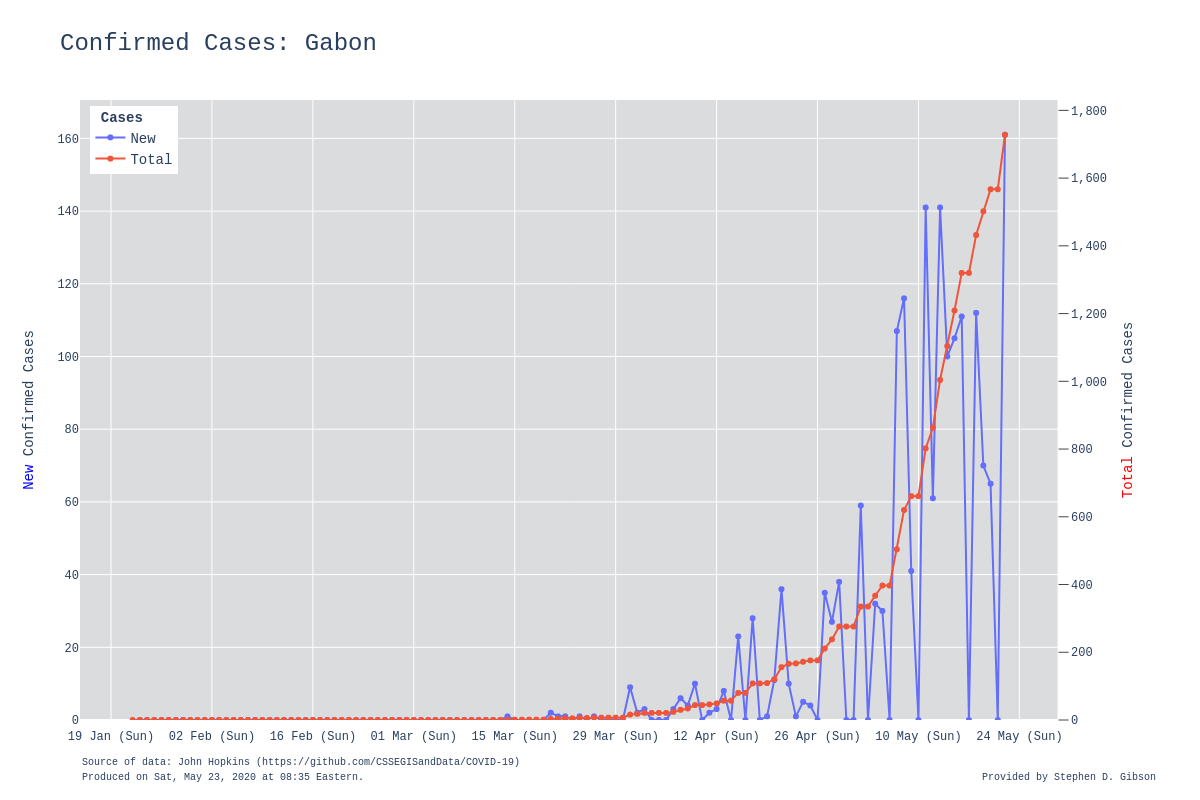 Confirmed Cases: Gabon
Cases
New
Total
160
140
120
100
80
60
40
20
0
New Confirmed Cases
1,800
1,600
1,400
1,200
1,000
800
600
400
200
0
Total Confirmed Cases
19 Jan (Sun) 02 Feb (Sun) 16 Feb (Sun) 01 Mar (Sun) 15 Mar (Sun) 29 Mar (Sun) 12 Apr (Sun) 26 Apr (Sun) 10 May (Sun) 24 May (Sun)
Source of data: John Hopkins (https://github.com/CSSEGISandData/COVID-19)
Produced on Sat, May 23, 2020 at 08:35 Eastern.
Provided by Stephen D. Gibson